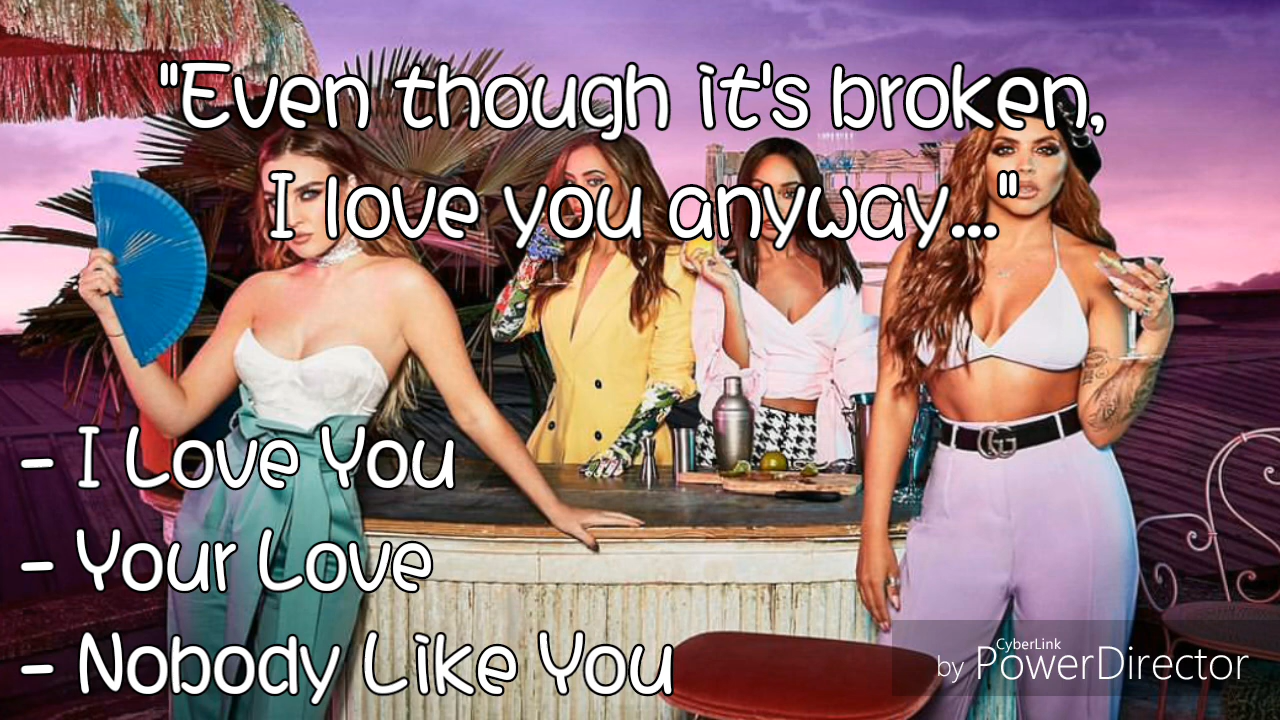 "Even though it's broken,
I love you anyway..."
- I Love You
- Your Love
- Nobody Like You
CyberLink
by PowerDirector